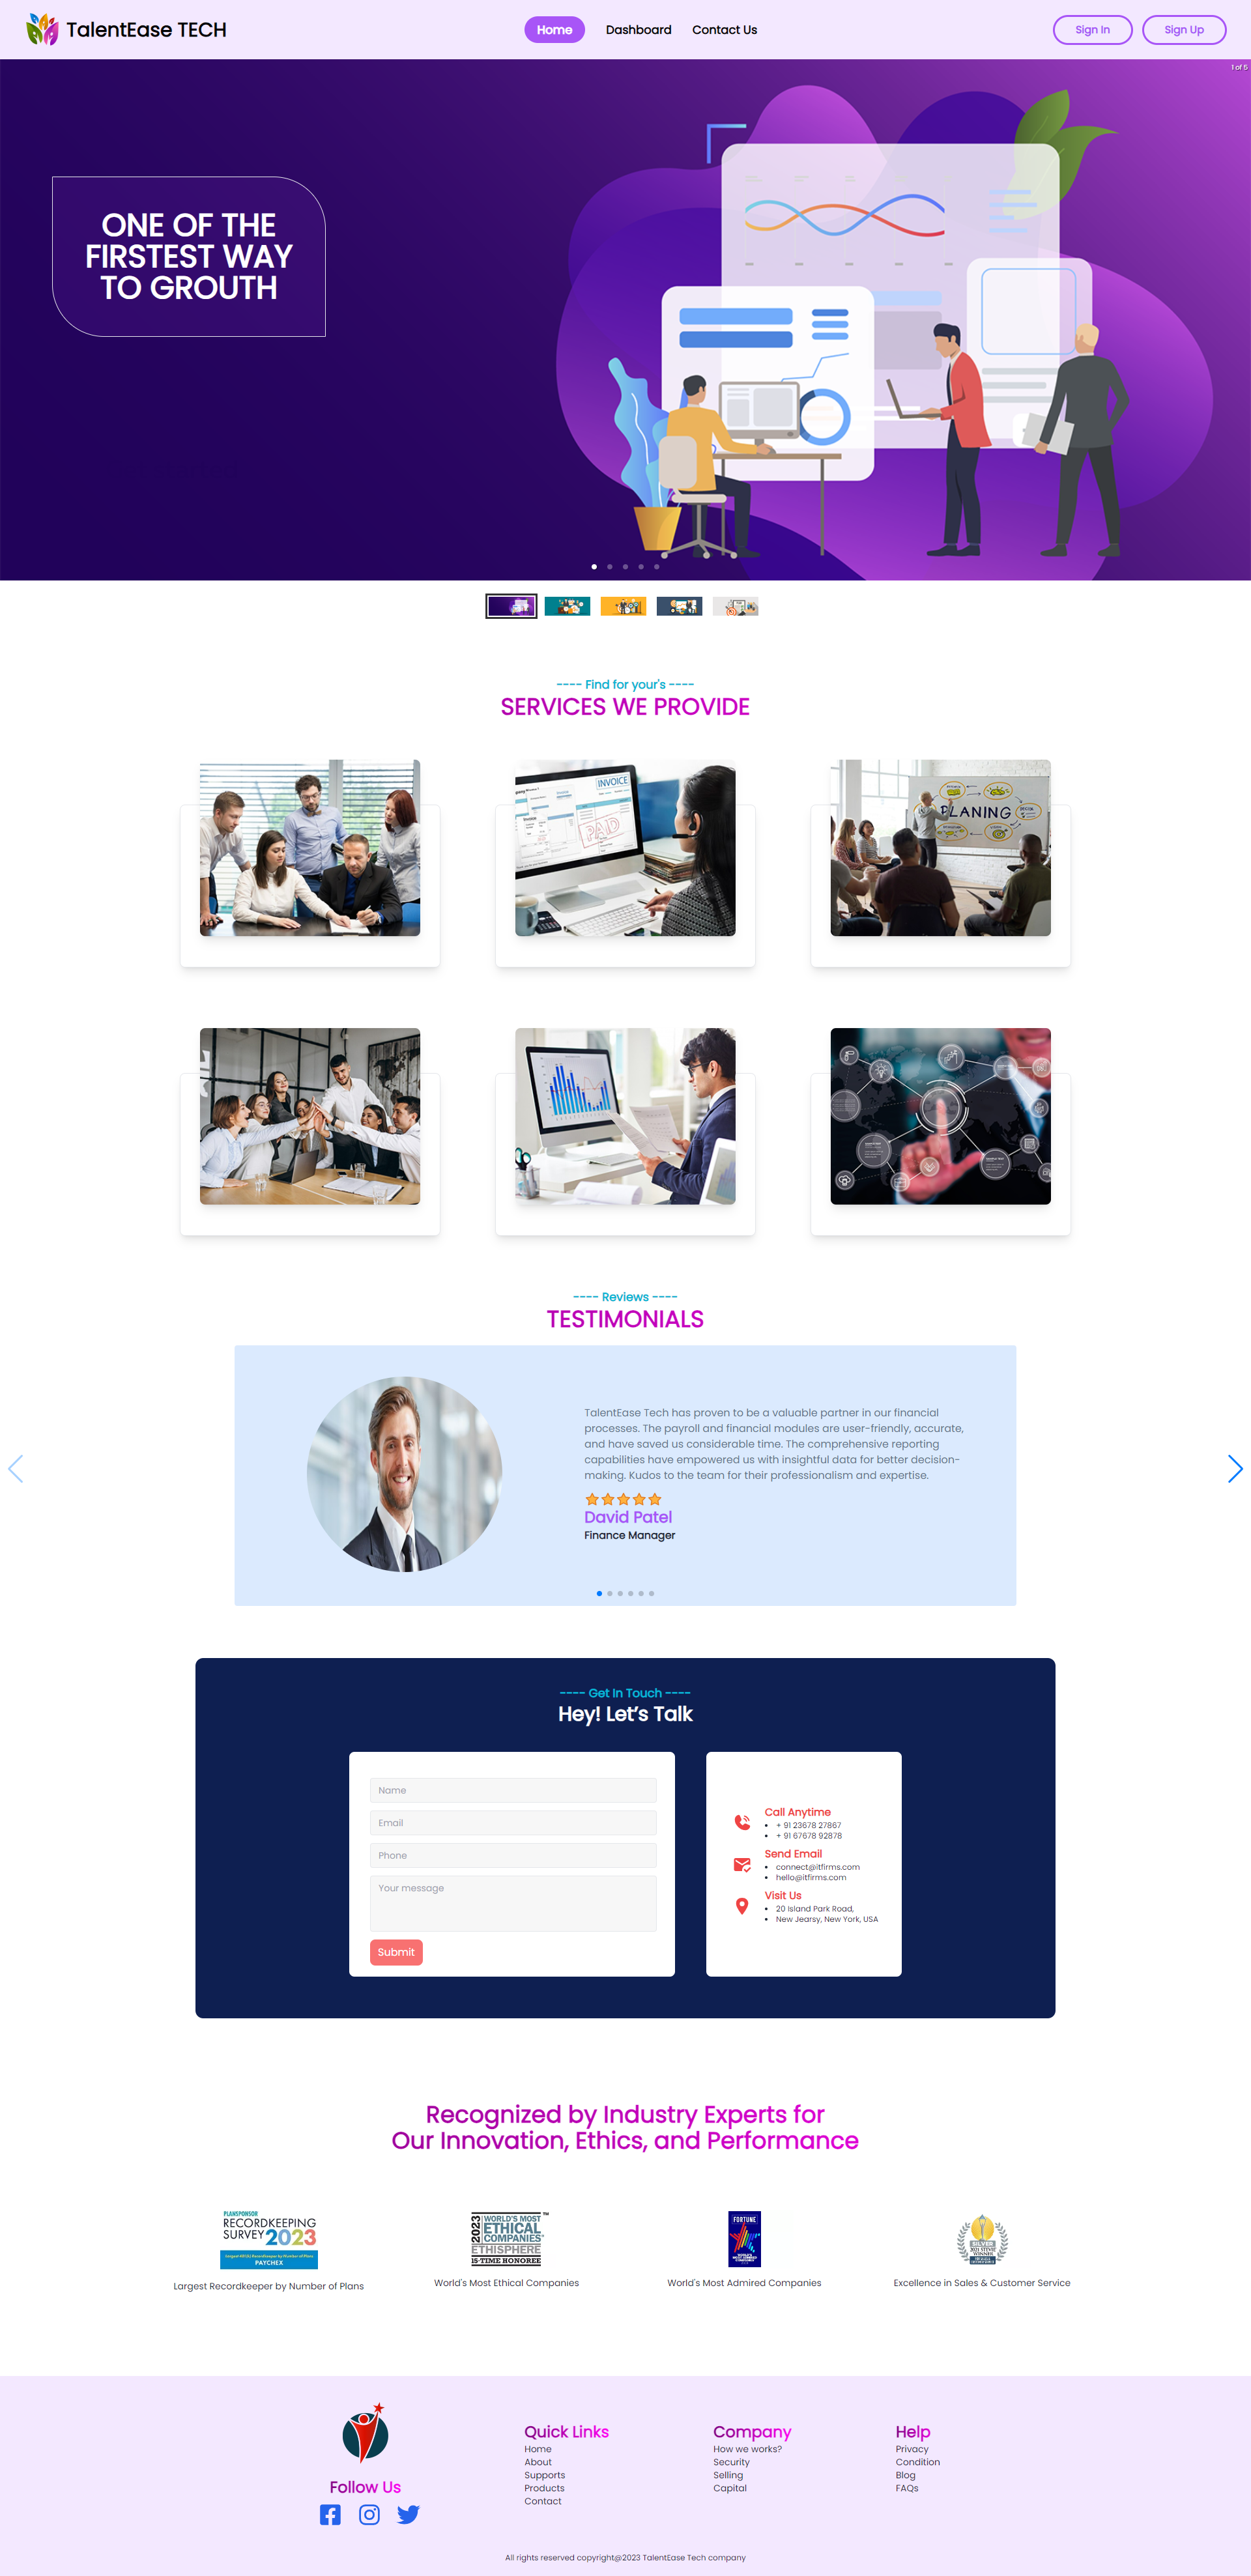 TalentEase TECH
Home
Dashboard
Contact Us
Sign In
Sign Up
1 of 5
ONE OF THE
FIRSTEST WAY
TO GROUTH
---- Find for your's ----
SERVICES WE PROVIDE
INVOICE
PAID
PLANING
---- Reviews ----
TESTIMONIALS
TalentEase Tech has proven to be a valuable partner in our financial
processes. The payroll and financial modules are user-friendly, accurate,
and have saved us considerable time. The comprehensive reporting
capabilities have empowered us with insightful data for better decision-
making. Kudos to the team for their professionalism and expertise.
David Patel
Finance Manager
---- Get In Touch ----
Hey! Let’s Talk
Name
Email
Phone
Your message
Submit
Call Anytime
+ 91 23678 27867
+ 91 67678 92878
Send Email
connect@itfirms.com
hello@itfirms.com
Visit Us
20 Island Park Road,
New Jearsy, New York, USA
Recognized by Industry Experts for
Our Innovation, Ethics, and Performance
PLANSPONSOR
RECORDKEEPING
SURVEY 2023
PAYCHEX
Largest Recordkeeper by Number of Plans
2023 WORLD'S MOST
ETHICAL
COMPANIES
ETHISPHERE
15-TIME HONOREE
TM
World's Most Ethical Companies
FORTUNE
World's Most Admired Companies
SILVER
2021 STEVIE
WINNER
Excellence in Sales & Customer Service
Follow Us
Quick Links
Home
About
Supports
Products
Contact
Company
How we works?
Security
Selling
Capital
Help
Privacy
Condition
Blog
FAQs
All rights reserved copyright@2023 TalentEase Tech company